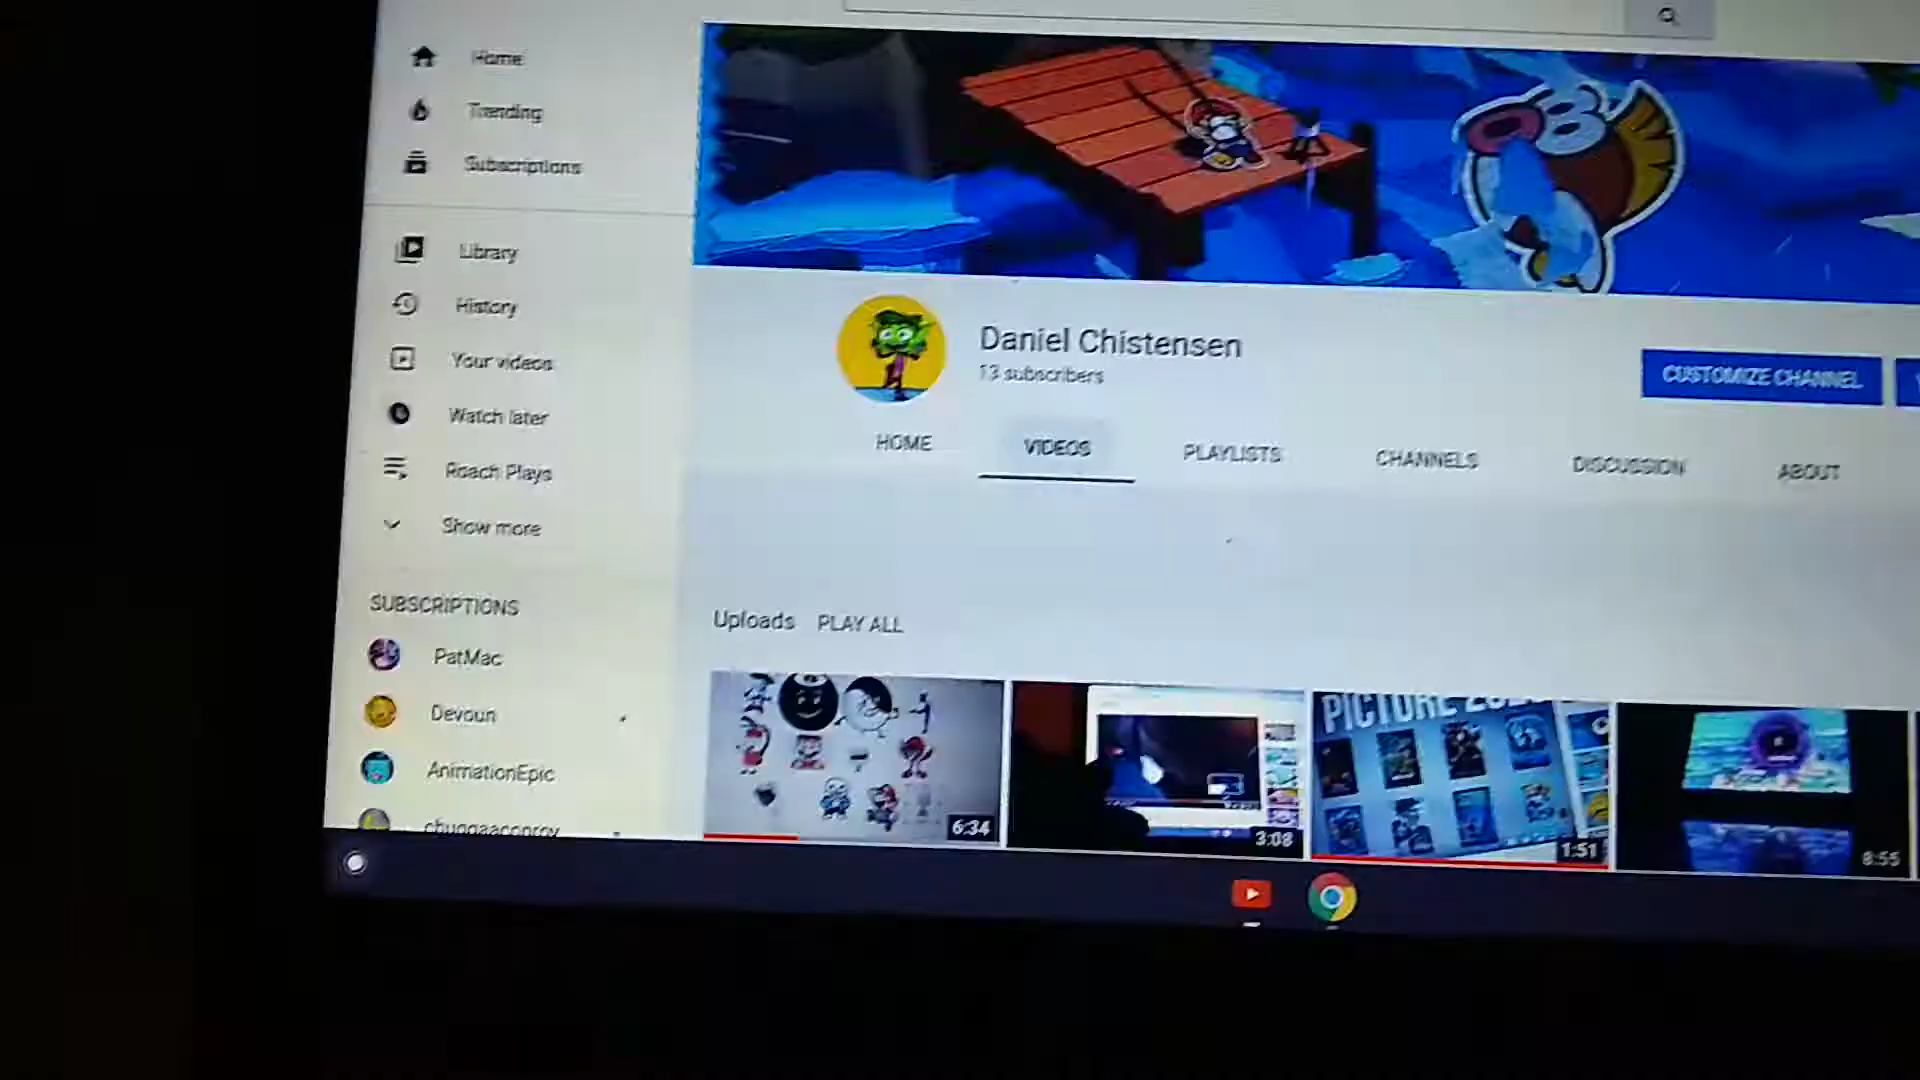 Home
Trending
Subscriptions
Library
History
Your videos
Watch later
Roach Plays
Show more
SUBSCRIPTIONS
PatMac
Devoun
AnimationEpic
chuggaaconroy
Daniel Chistensen
13 subscribers
CUSTOMIZE CHANNEL
HOME VIDEOS PLAYLISTS CHANNELS DISCUSSION ABOUT
Uploads PLAY ALL
PICTURE
6:34
3:08
1:51
8:55